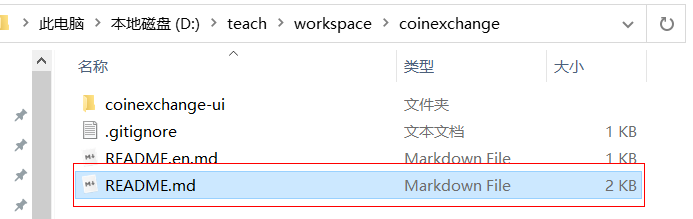 此电脑 本地磁盘 (D:) teach workspace coinexchange
名称 类型 大小
coinexchange-ui 文件夹
.gitignore 文本文档 1 KB
README.en.md Markdown File 1 KB
README.md Markdown File 2 KB